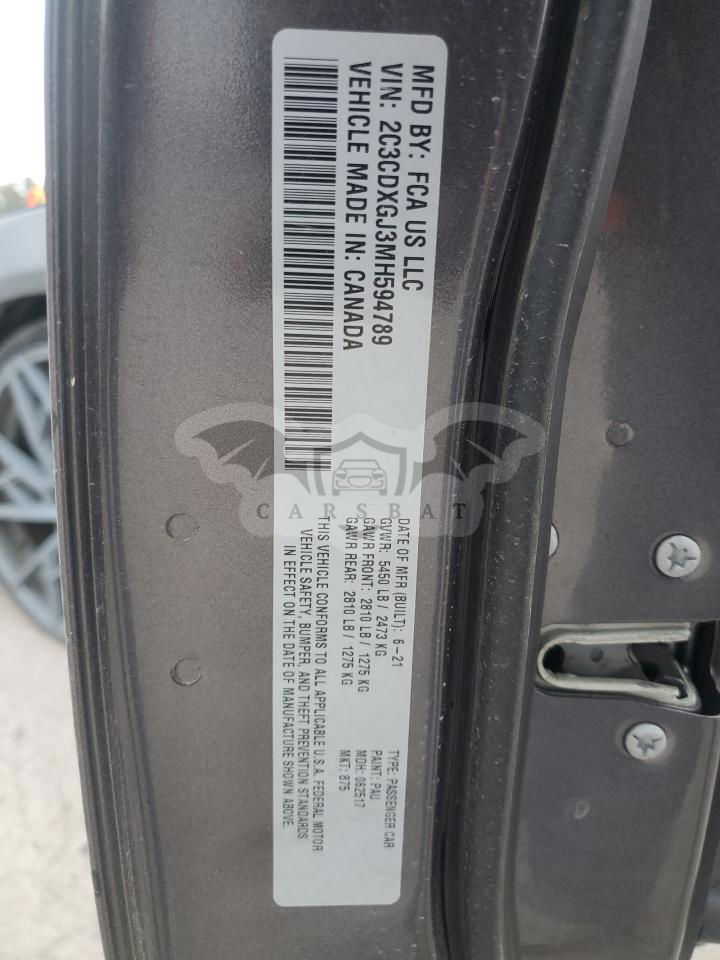 MFD BY: FCA US LLC
VIN: 2C3CDXGJ3MH594789
VEHICLE MADE IN: CANADA
DATE OF MFR (BUILT): 6-21
GVWR: 5450 LB / 2473 KG
GAWR FRONT: 2810 LB / 1275 KG
GAWR REAR: 2810 LB / 1275 KG
TYPE: PASSENGER CAR
PAINT: PAU
MDH: 062517
MKT: 875
THIS VEHICLE CONFORMS TO ALL APPLICABLE U.S.A. FEDERAL MOTOR
VEHICLE SAFETY, BUMPER, AND THEFT PREVENTION STANDARDS
IN EFFECT ON THE DATE OF MANUFACTURE SHOWN ABOVE.
CARSBAT